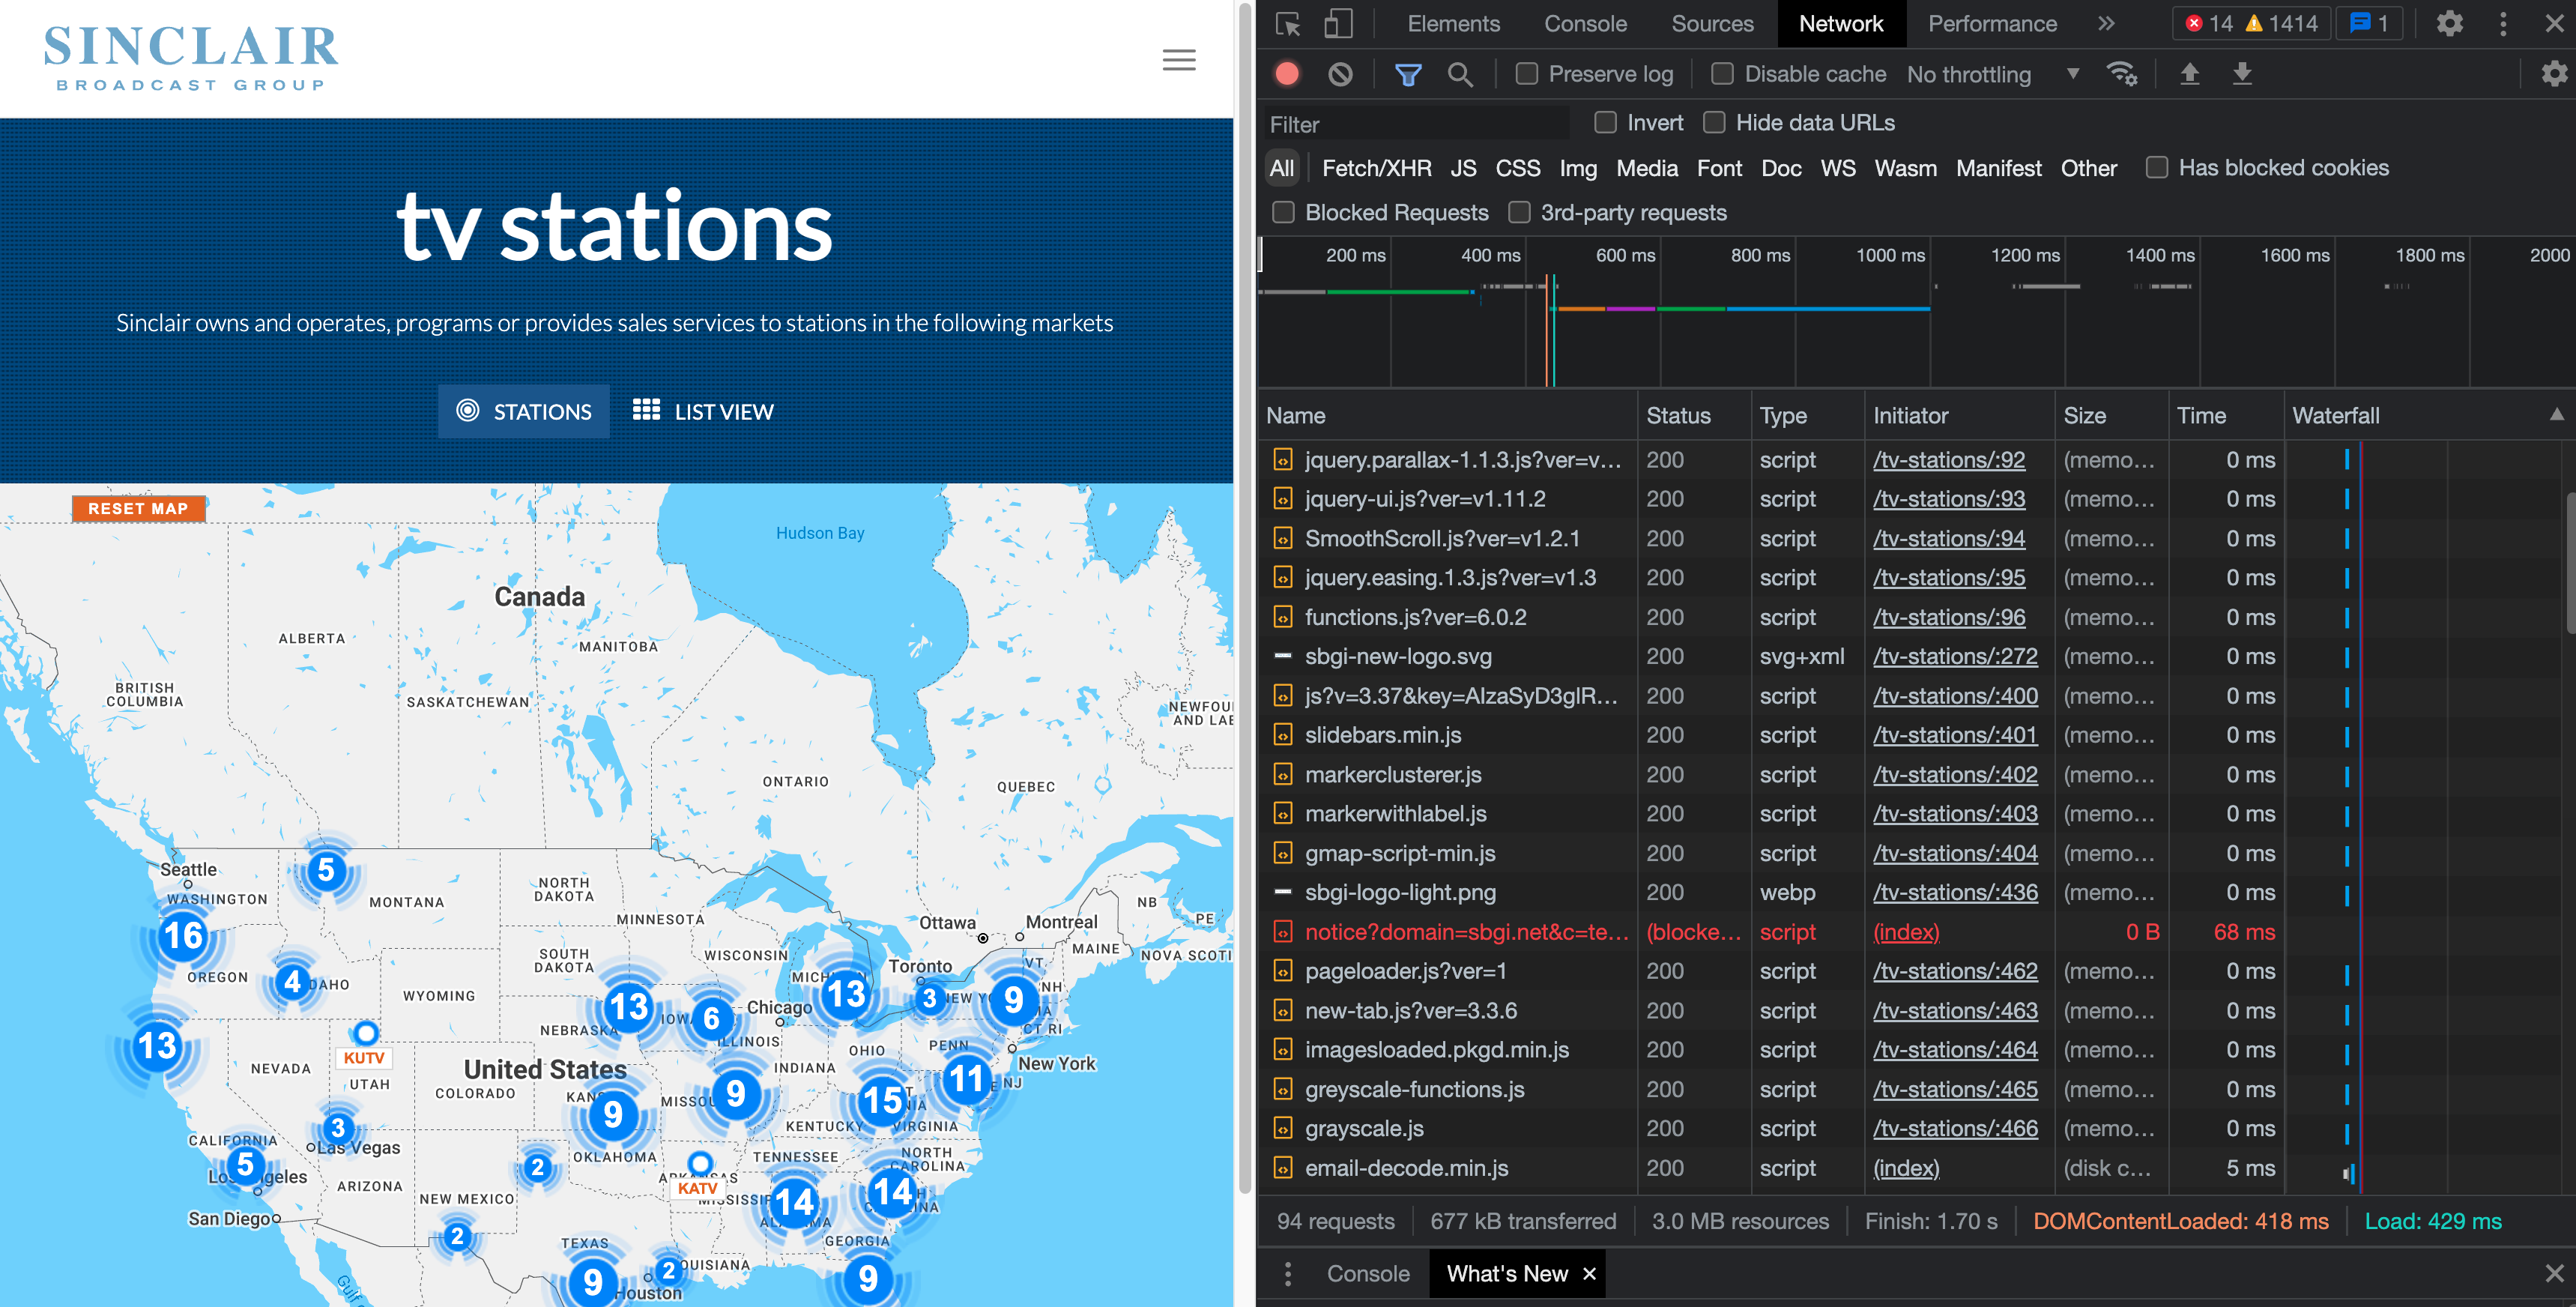 SINCLAIR
BROADCAST GROUP
tv stations
Sinclair owns and operates, programs or provides sales services to stations in the following markets
STATIONS
LIST VIEW
RESET MAP
Hudson Bay
Canada
ALBERTA
MANITOBA
BRITISH
COLUMBIA
SASKATCHEWAN
NEWFOU
AND LAB
ONTARIO
QUEBEC
Seattle
5
WASHINGTON
MONTANA
NORTH
DAKOTA
MINNESOTA
NB
PE
Ottawa
Montreal
16
OREGON
4
DAHO
SOUTH
DAKOTA
WISCONSIN
MICH
MAINE
NOVA SCOTI
Toronto
VT
NH
WYOMING
13
6
IOWA
Chicago
13
3
NEW YO
9
NEBRASKA
ILLINOIS
CT RI
13
KUTV
NEVADA
UTAH
United States
COLORADO
INDIANA
OHIO
PENN
New York
11
NJ
KAN
9
MISSOU
9
15
KENTUCKY
VIRGINIA
3
Las Vegas
CALIFORNIA
5
Los
geles
ARIZONA
NEW MEXICO
2
OKLAHOMA
KATV
TENNESSEE
NORTH
CAROLINA
MISSISSIP
14
14
San Diego
2
TEXAS
GEORGIA
9
2
OUISIANA
Houston
9
Gulf
Elements
Console
Sources
Network
Performance
14
1414
1
Preserve log
Disable cache
No throttling
Filter
Invert
Hide data URLs
All
Fetch/XHR
JS
CSS
Img
Media
Font
Doc
WS
Wasm
Manifest
Other
Has blocked cookies
Blocked Requests
3rd-party requests
200 ms
400 ms
600 ms
800 ms
1000 ms
1200 ms
1400 ms
1600 ms
1800 ms
2000
Name Status Type Initiator Size Time Waterfall
jquery.parallax-1.1.3.js?ver=v… 200 script /tv-stations/:92 (memo… 0 ms
jquery-ui.js?ver=v1.11.2 200 script /tv-stations/:93 (memo… 0 ms
SmoothScroll.js?ver=v1.2.1 200 script /tv-stations/:94 (memo… 0 ms
jquery.easing.1.3.js?ver=v1.3 200 script /tv-stations/:95 (memo… 0 ms
functions.js?ver=6.0.2 200 script /tv-stations/:96 (memo… 0 ms
sbgi-new-logo.svg 200 svg+xml /tv-stations/:272 (memo… 0 ms
js?v=3.37&key=AIzaSyD3glR… 200 script /tv-stations/:400 (memo… 0 ms
slidebars.min.js 200 script /tv-stations/:401 (memo… 0 ms
markerclusterer.js 200 script /tv-stations/:402 (memo… 0 ms
markerwithlabel.js 200 script /tv-stations/:403 (memo… 0 ms
gmap-script-min.js 200 script /tv-stations/:404 (memo… 0 ms
sbgi-logo-light.png 200 webp /tv-stations/:436 (memo… 0 ms
notice?domain=sbgi.net&c=te… (blocke… script (index) 0 B 68 ms
pageloader.js?ver=1 200 script /tv-stations/:462 (memo… 0 ms
new-tab.js?ver=3.3.6 200 script /tv-stations/:463 (memo… 0 ms
imagesloaded.pkgd.min.js 200 script /tv-stations/:464 (memo… 0 ms
greyscale-functions.js 200 script /tv-stations/:465 (memo… 0 ms
grayscale.js 200 script /tv-stations/:466 (memo… 0 ms
email-decode.min.js 200 script (index) (disk c… 5 ms
94 requests 677 kB transferred 3.0 MB resources Finish: 1.70 s DOMContentLoaded: 418 ms Load: 429 ms
Console
What's New